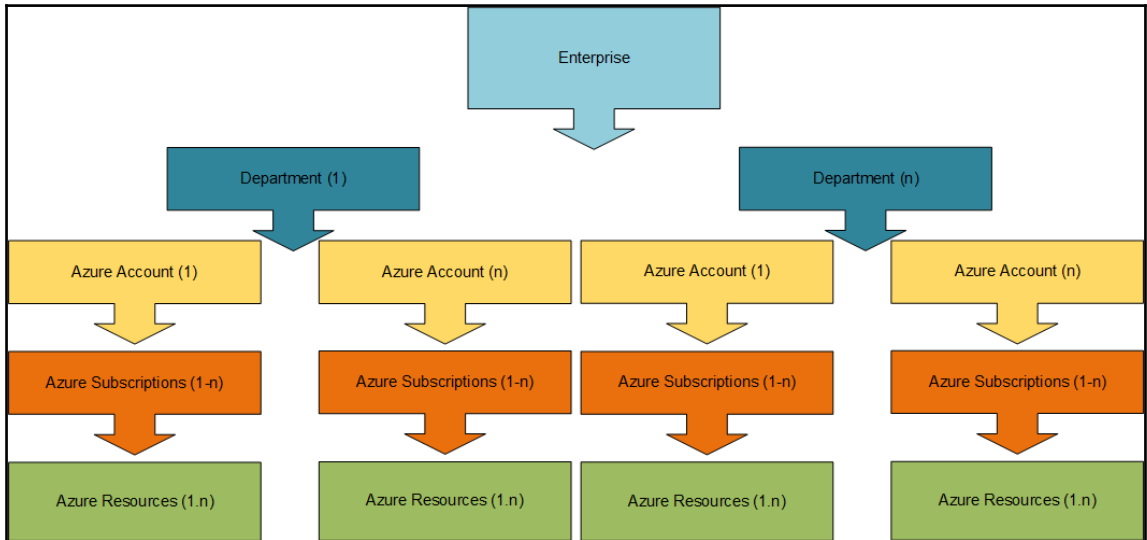 Enterprise
Department (1)
Department (n)
Azure Account (1)
Azure Account (n)
Azure Account (1)
Azure Account (n)
Azure Subscriptions (1-n)
Azure Subscriptions (1-n)
Azure Subscriptions (1-n)
Azure Subscriptions (1-n)
Azure Resources (1.n)
Azure Resources (1.n)
Azure Resources (1.n)
Azure Resources (1.n)